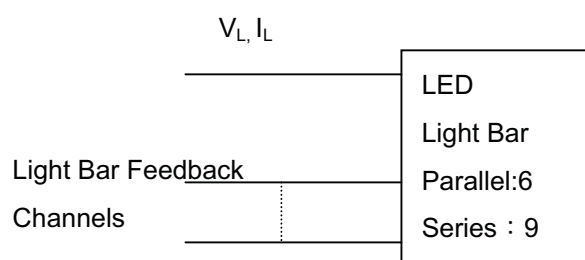 V_L, I_L
LED
Light Bar
Parallel:6
Series：9
Light Bar Feedback
Channels